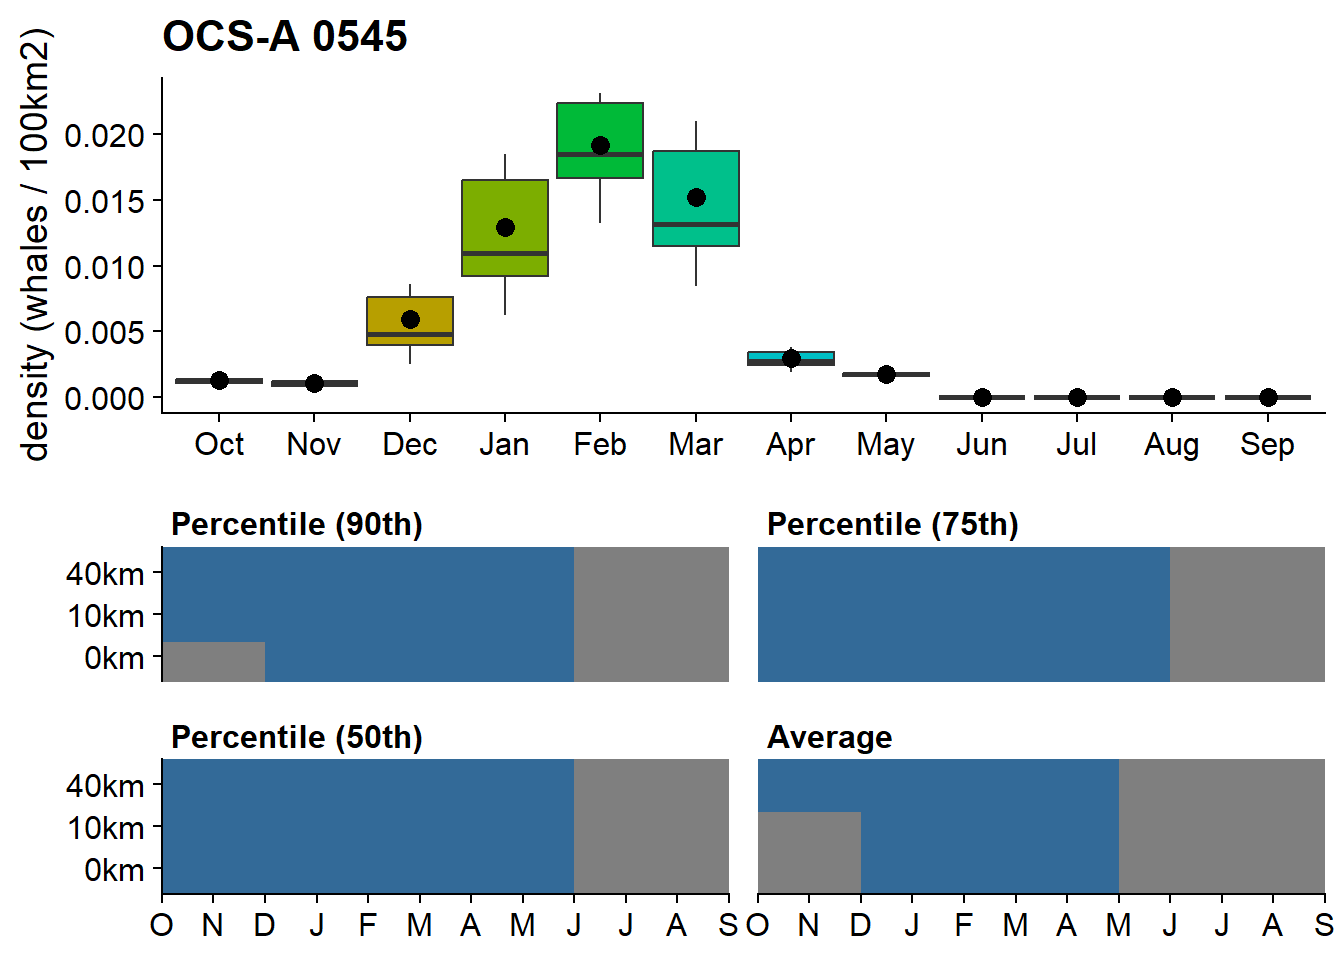 OCS-A 0545
density (whales / 100km2)
0.020
0.015
0.010
0.005
0.000
Oct Nov Dec Jan Feb Mar Apr May Jun Jul Aug Sep
Percentile (90th) Percentile (75th)
40km
10km
0km
Percentile (50th) Average
40km
10km
0km
O N D J F M A M J J A S O N D J F M A M J J A S